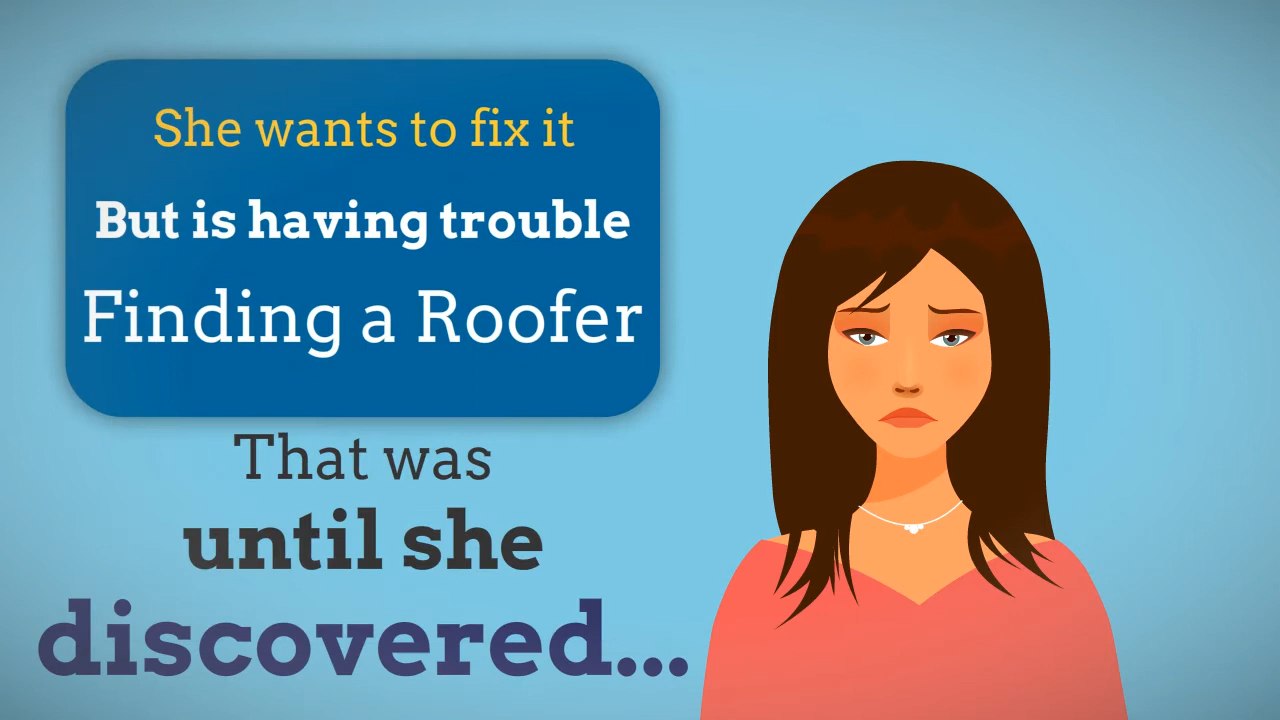 She wants to fix it
But is having trouble
Finding a Roofer
That was
until she
discovered...